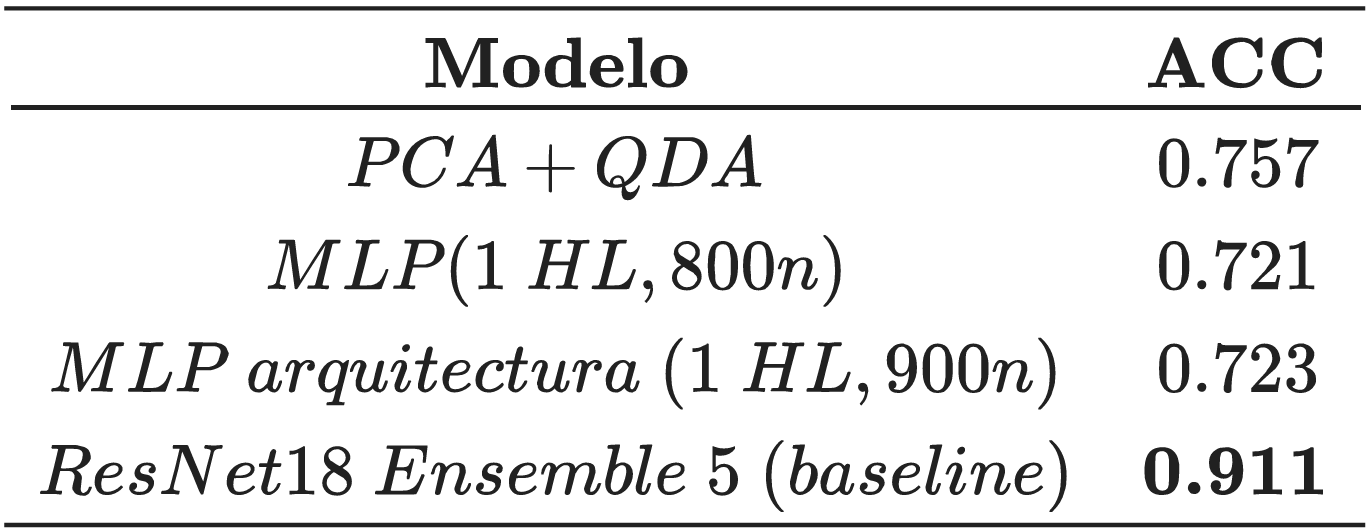 Modelo ACC
PCA + QDA 0.757
MLP(1 HL, 800n) 0.721
MLP arquitectura (1 HL, 900n) 0.723
ResNet18 Ensemble 5 (baseline) 0.911